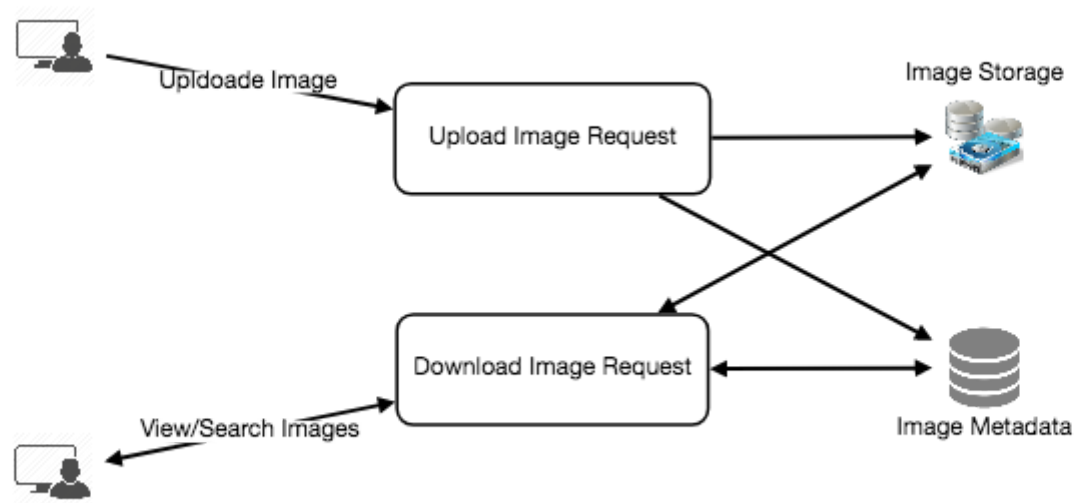 Upldoade Image
Upload Image Request
Image Storage
Download Image Request
View/Search Images
Image Metadata